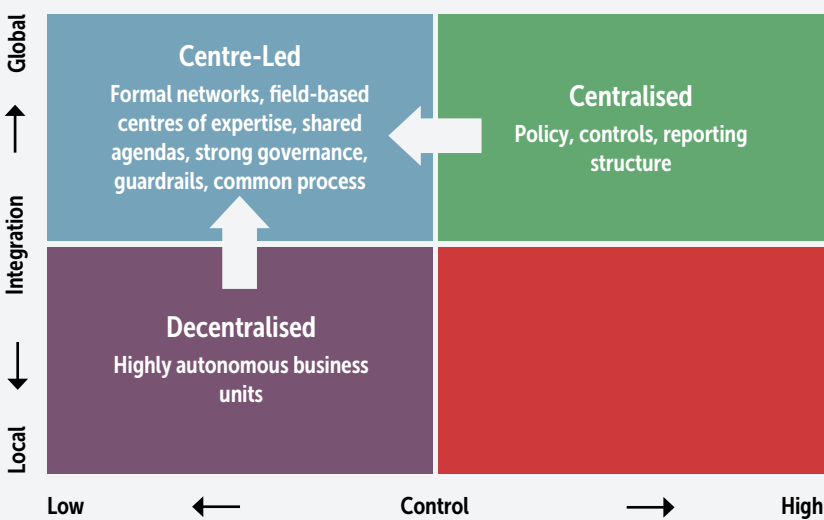 Global
Integration
Local
Centre-Led
Formal networks, field-based
centres of expertise, shared
agendas, strong governance,
guardrails, common process
Centralised
Policy, controls, reporting
structure
Decentralised
Highly autonomous business
units
Low
Control
High